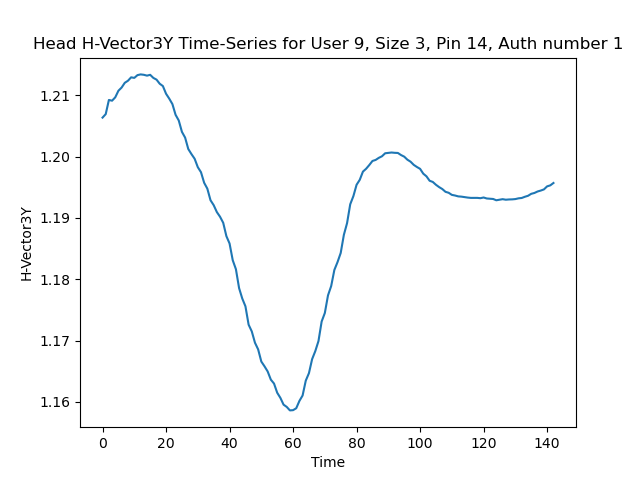 Head H-Vector3Y Time-Series for User 9, Size 3, Pin 14, Auth number 1
1.21
1.20
1.19
1.18
1.17
1.16
H-Vector3Y
0 20 40 60 80 100 120 140
Time